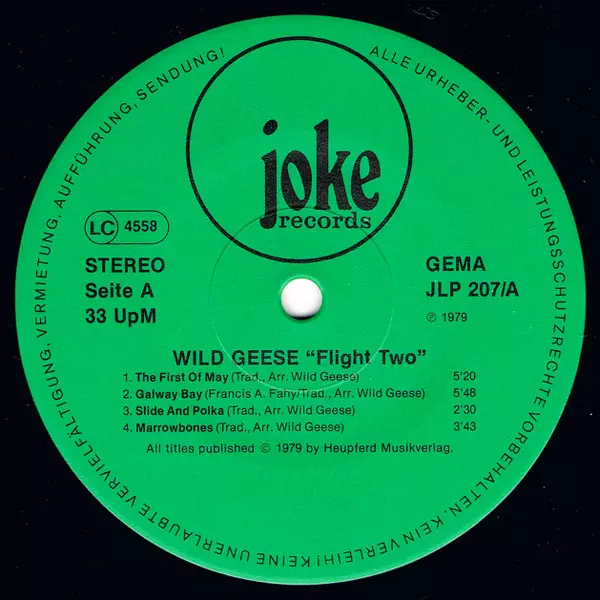 ALLE URHEBER- UND LEISTUNGSSCHUTZRECHTE VORBEHALTEN. KEIN VERLEIH! KEINE UNERLAUBTE VERVIELFÄLTIGUNG, VERMIETUNG, AUFFÜHRUNG, SENDUNG!
joke
records
LC 4558
STEREO
Seite A
33 UpM
GEMA
JLP 207/A
℗ 1979
WILD GEESE “Flight Two”
1. The First Of May (Trad., Arr. Wild Geese) 5'20
2. Galway Bay (Francis A. Fahy/Trad., Arr. Wild Geese) 5'48
3. Slide And Polka (Trad., Arr. Wild Geese) 2'30
4. Marrowbones (Trad., Arr. Wild Geese) 3'43
All titles published © 1979 by Heupferd Musikverlag.